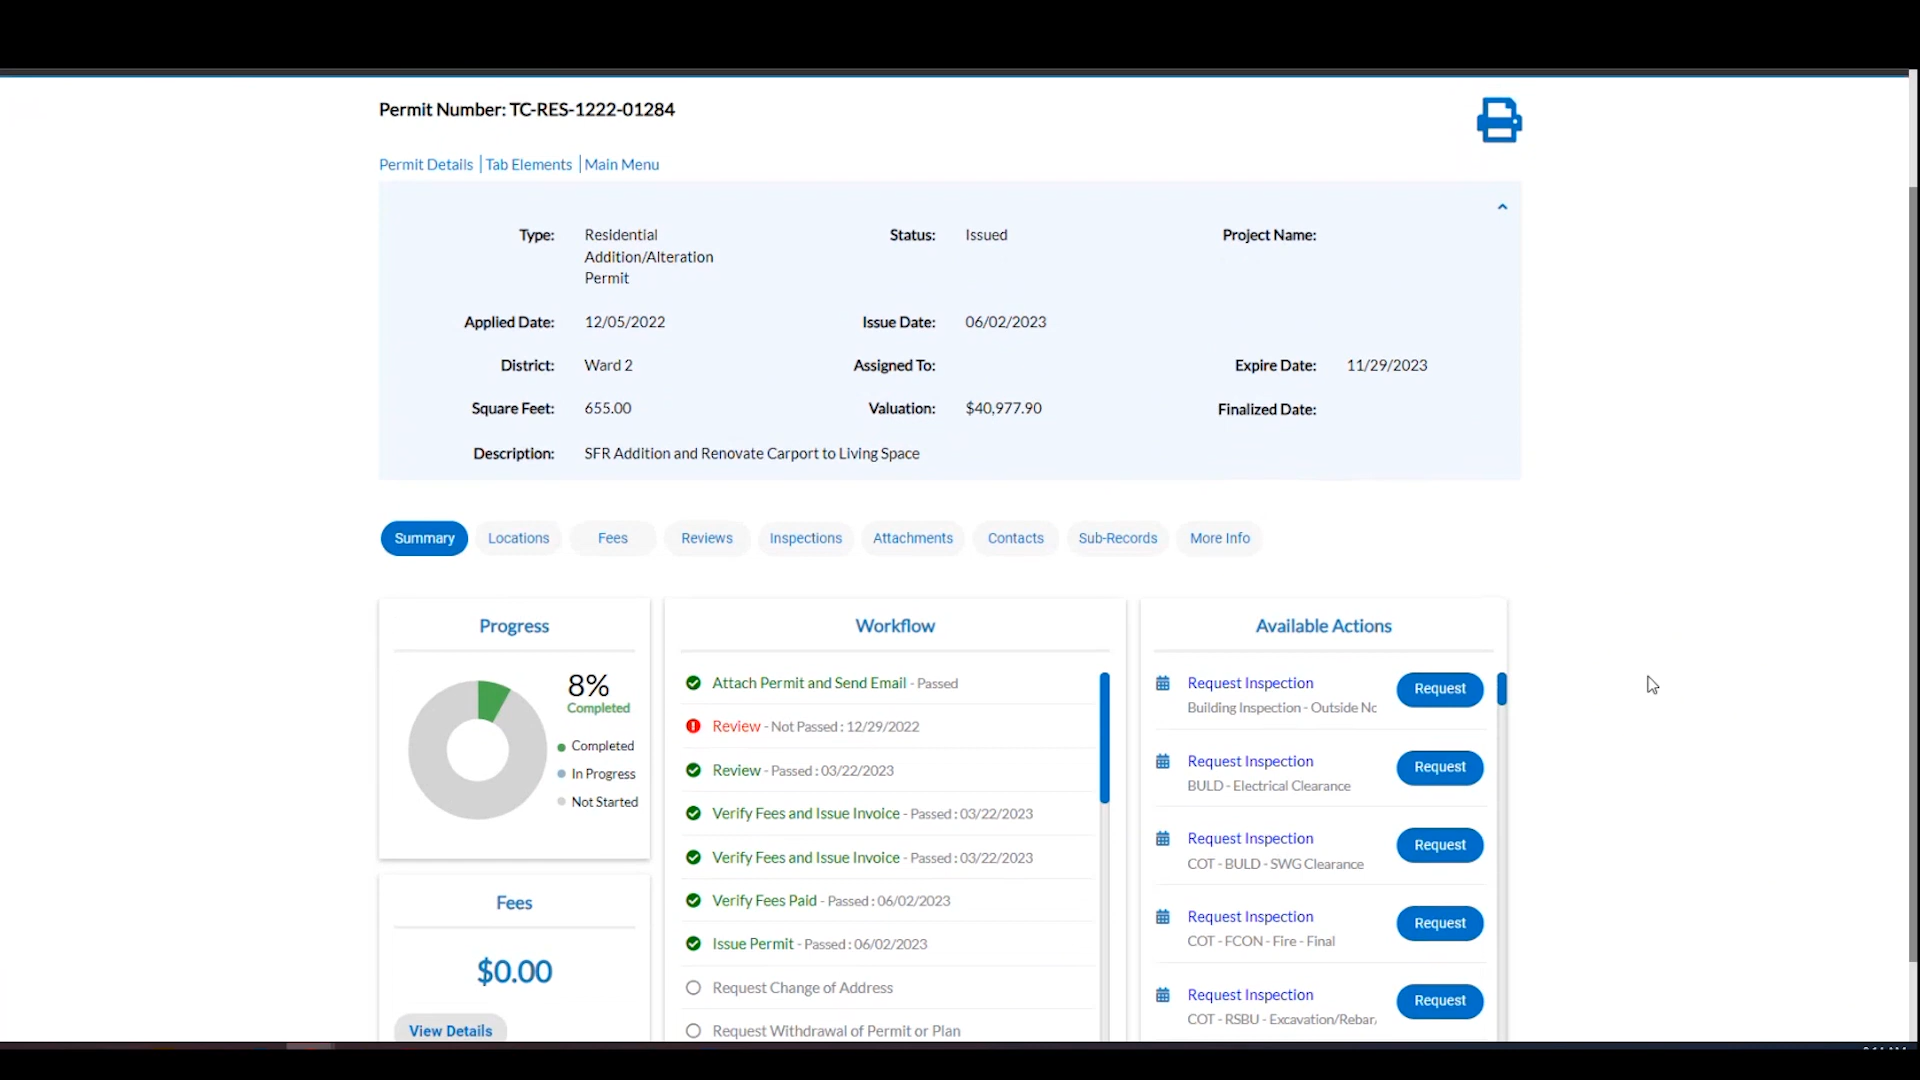 Permit Number: TC-RES-1222-01284
Permit Details | Tab Elements | Main Menu
Type: Residential Addition/Alteration Permit
Status: Issued
Project Name:
Applied Date: 12/05/2022
Issue Date: 06/02/2023
District: Ward 2
Assigned To:
Expire Date: 11/29/2023
Square Feet: 655.00
Valuation: $40,977.90
Finalized Date:
Description: SFR Addition and Renovate Carport to Living Space
Summary Locations Fees Reviews Inspections Attachments Contacts Sub-Records More Info
Progress
8%
Completed
Completed
In Progress
Not Started
Fees
$0.00
View Details
Workflow
Attach Permit and Send Email - Passed
Review - Not Passed : 12/29/2022
Review - Passed : 03/22/2023
Verify Fees and Issue Invoice - Passed : 03/22/2023
Verify Fees and Issue Invoice - Passed : 03/22/2023
Verify Fees Paid - Passed : 06/02/2023
Issue Permit - Passed : 06/02/2023
Request Change of Address
Request Withdrawal of Permit or Plan
Available Actions
Request Inspection Request
Building Inspection - Outside No
Request Inspection Request
BULD - Electrical Clearance
Request Inspection Request
COT - BULD - SWG Clearance
Request Inspection Request
COT - FCON - Fire - Final
Request Inspection Request
COT - RSBU - Excavation/Rebar/